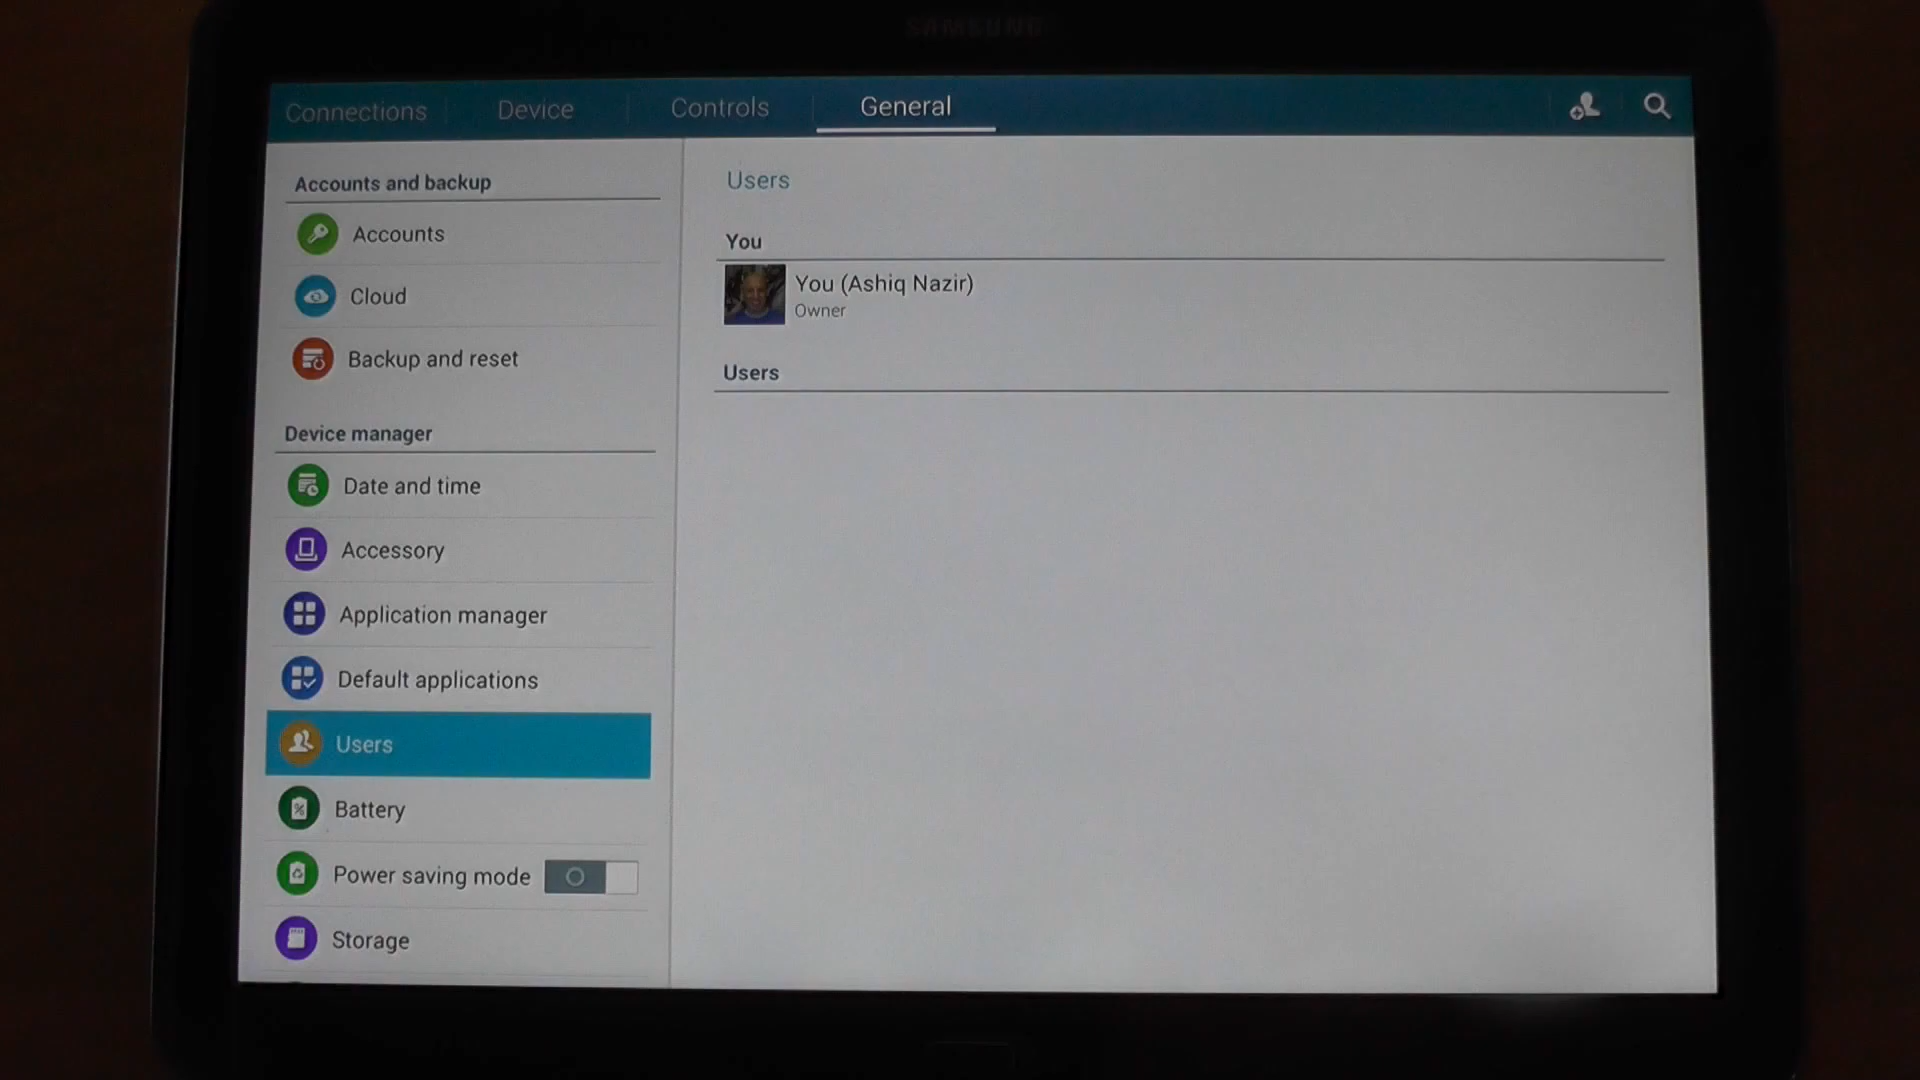 SAMSUNG
Connections
Device
Controls
General
Accounts and backup
Accounts
Cloud
Backup and reset
Device manager
Date and time
Accessory
Application manager
Default applications
Users
Battery
Power saving mode
Storage
Users
You
You (Ashiq Nazir)
Owner
Users